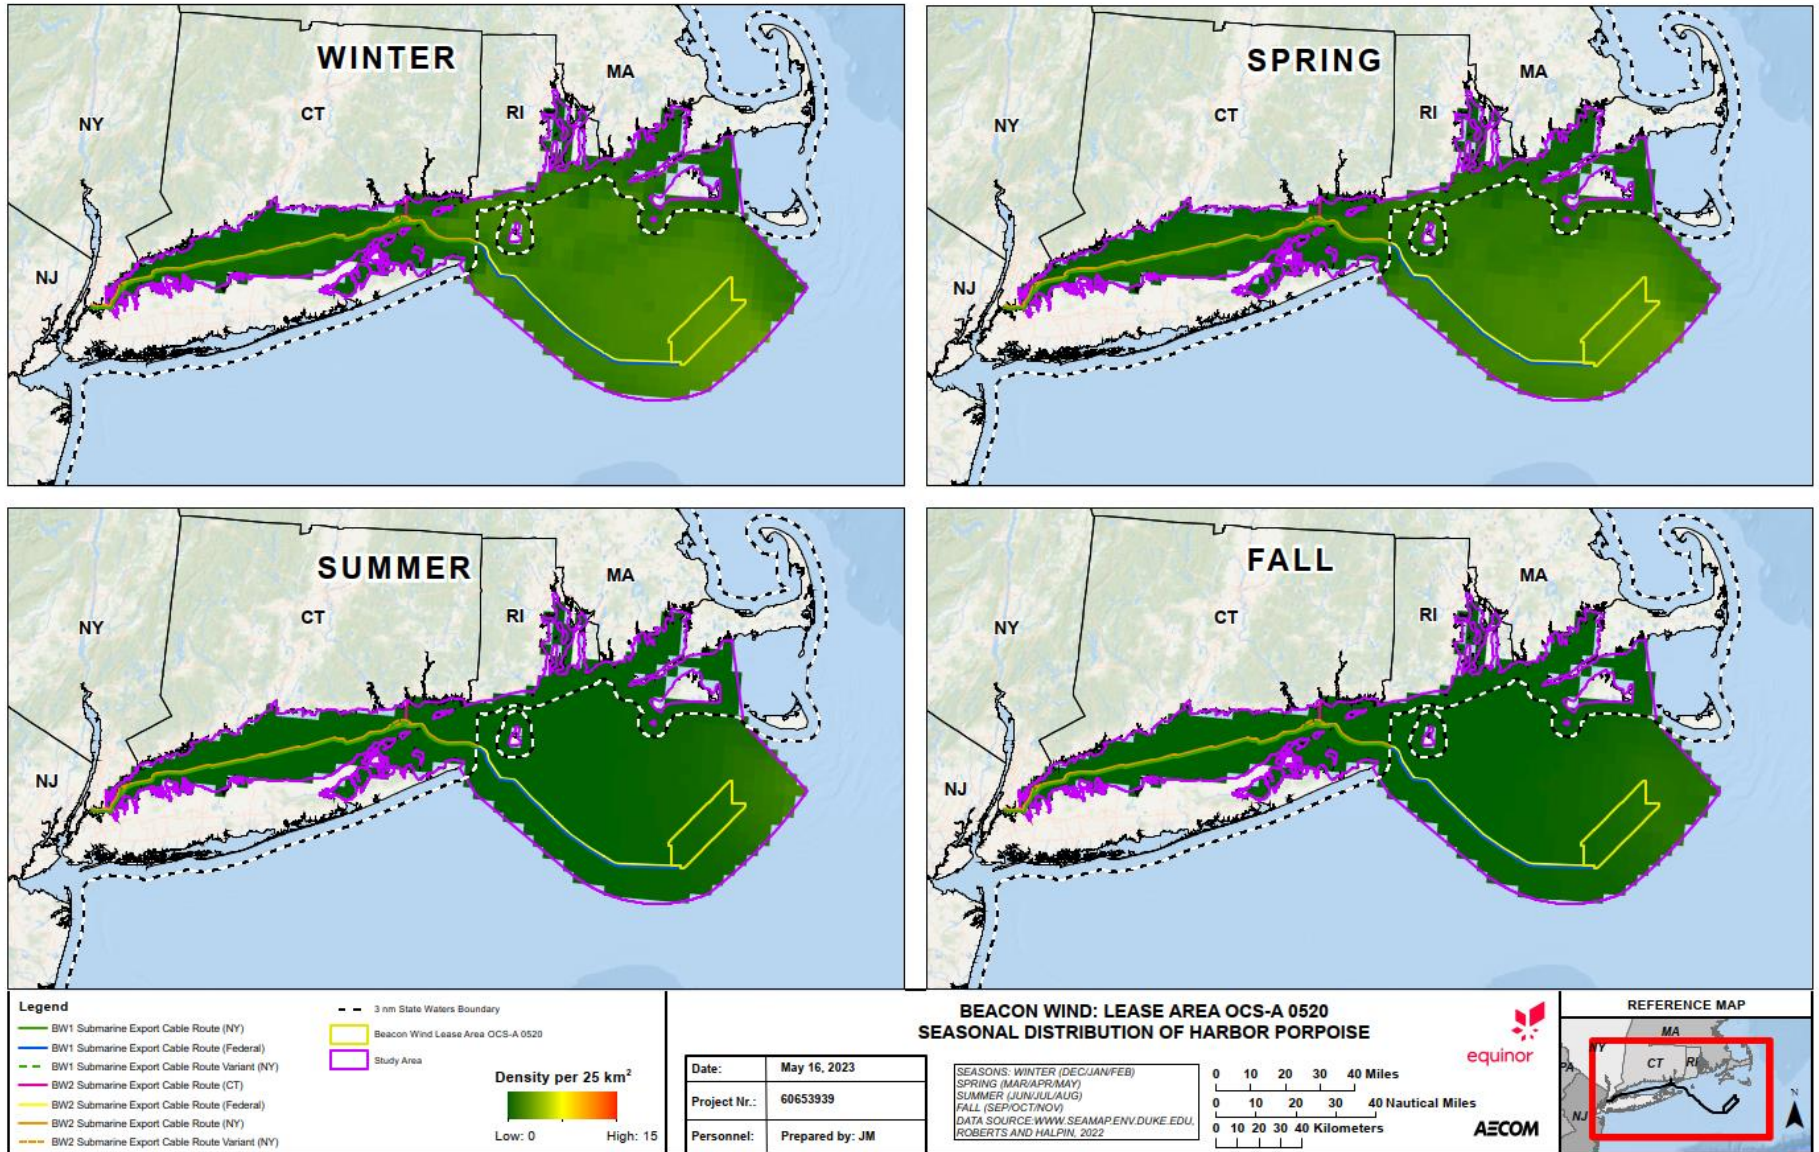 WINTER
MA
CT
RI
NY
NJ
SPRING
MA
CT
RI
NY
NJ
SUMMER
MA
CT
RI
NY
NJ
FALL
MA
CT
RI
NY
NJ
Legend
BW1 Submarine Export Cable Route (NY)
BW1 Submarine Export Cable Route (Federal)
BW1 Submarine Export Cable Route Variant (NY)
BW2 Submarine Export Cable Route (CT)
BW2 Submarine Export Cable Route (Federal)
BW2 Submarine Export Cable Route (NY)
BW2 Submarine Export Cable Route Variant (NY)
3 nm State Waters Boundary
Beacon Wind Lease Area OCS-A 0520
Study Area
Density per 25 km²
Low: 0 High: 15
BEACON WIND: LEASE AREA OCS-A 0520
SEASONAL DISTRIBUTION OF HARBOR PORPOISE
Date: May 16, 2023
Project Nr.: 60653939
Personnel: Prepared by: JM
SEASONS: WINTER (DEC/JAN/FEB)
SPRING (MAR/APR/MAY)
SUMMER (JUN/JUL/AUG)
FALL (SEP/OCT/NOV)
DATA SOURCE:WWW.SEAMAP.ENV.DUKE.EDU,
ROBERTS AND HALPIN, 2022
0 10 20 30 40 Miles
0 10 20 30 40 Nautical Miles
0 10 20 30 40 Kilometers
equinor
AECOM
REFERENCE MAP
MA
NY
CT
RI
PA
NJ
N